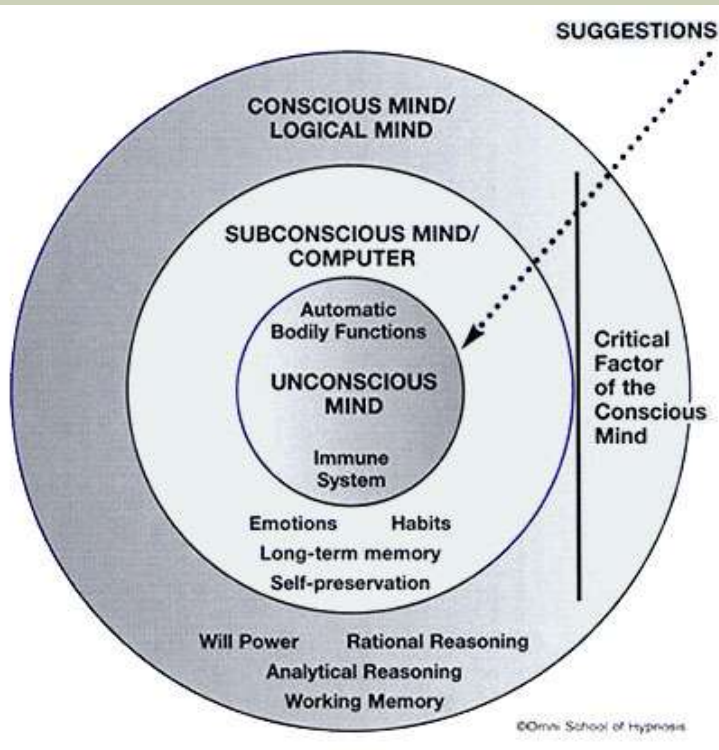 SUGGESTIONS
CONSCIOUS MIND/
LOGICAL MIND
SUBCONSCIOUS MIND/
COMPUTER
Automatic
Bodily Functions
UNCONSCIOUS
MIND
Immune
System
Emotions Habits
Long-term memory
Self-preservation
Critical
Factor
of the
Conscious
Mind
Will Power Rational Reasoning
Analytical Reasoning
Working Memory
©Omni School of Hypnosis